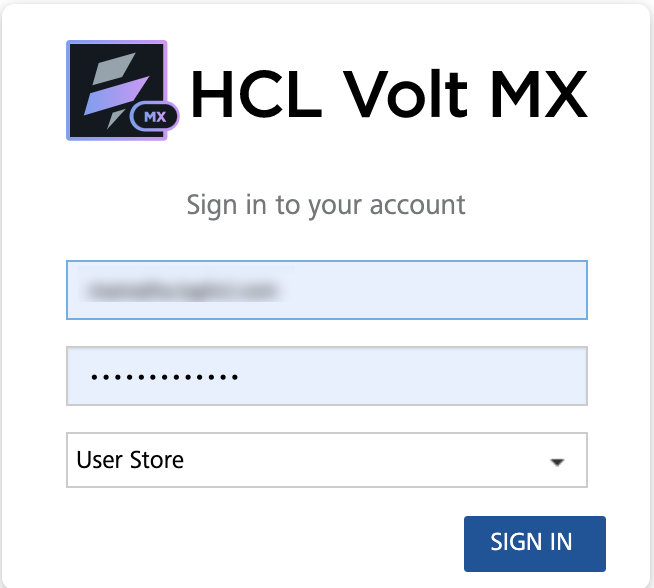 MX
HCL Volt MX
Sign in to your account
•••••••••••••
User Store
SIGN IN